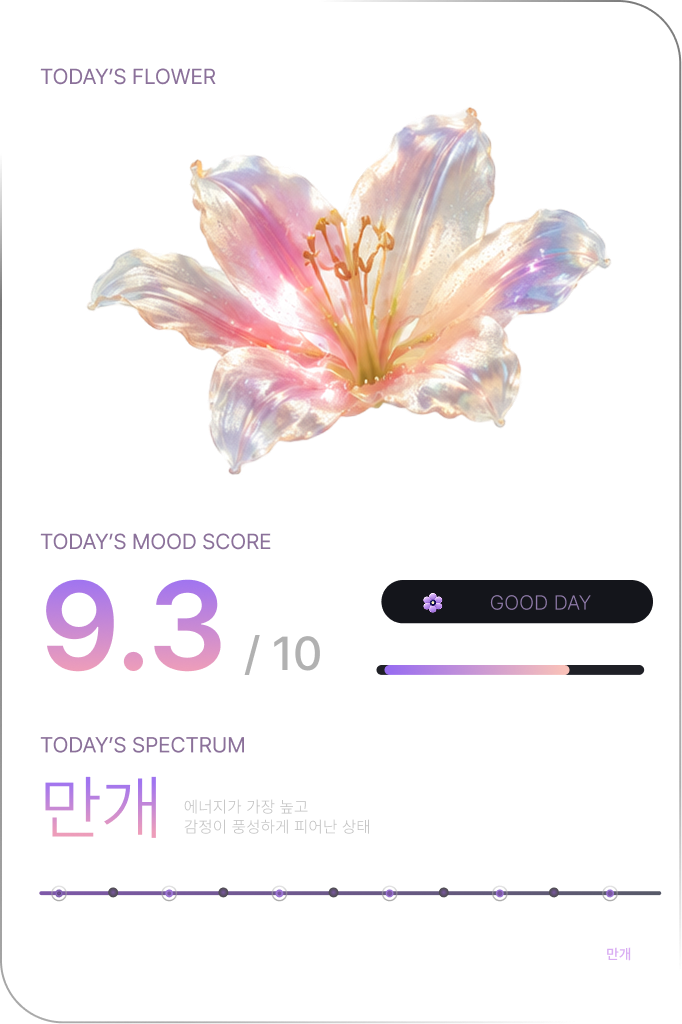 TODAY’S FLOWER
TODAY’S MOOD SCORE
9.3 / 10
GOOD DAY
TODAY’S SPECTRUM
만개
에너지가 가장 높고
감정이 풍성하게 피어난 상태
만개